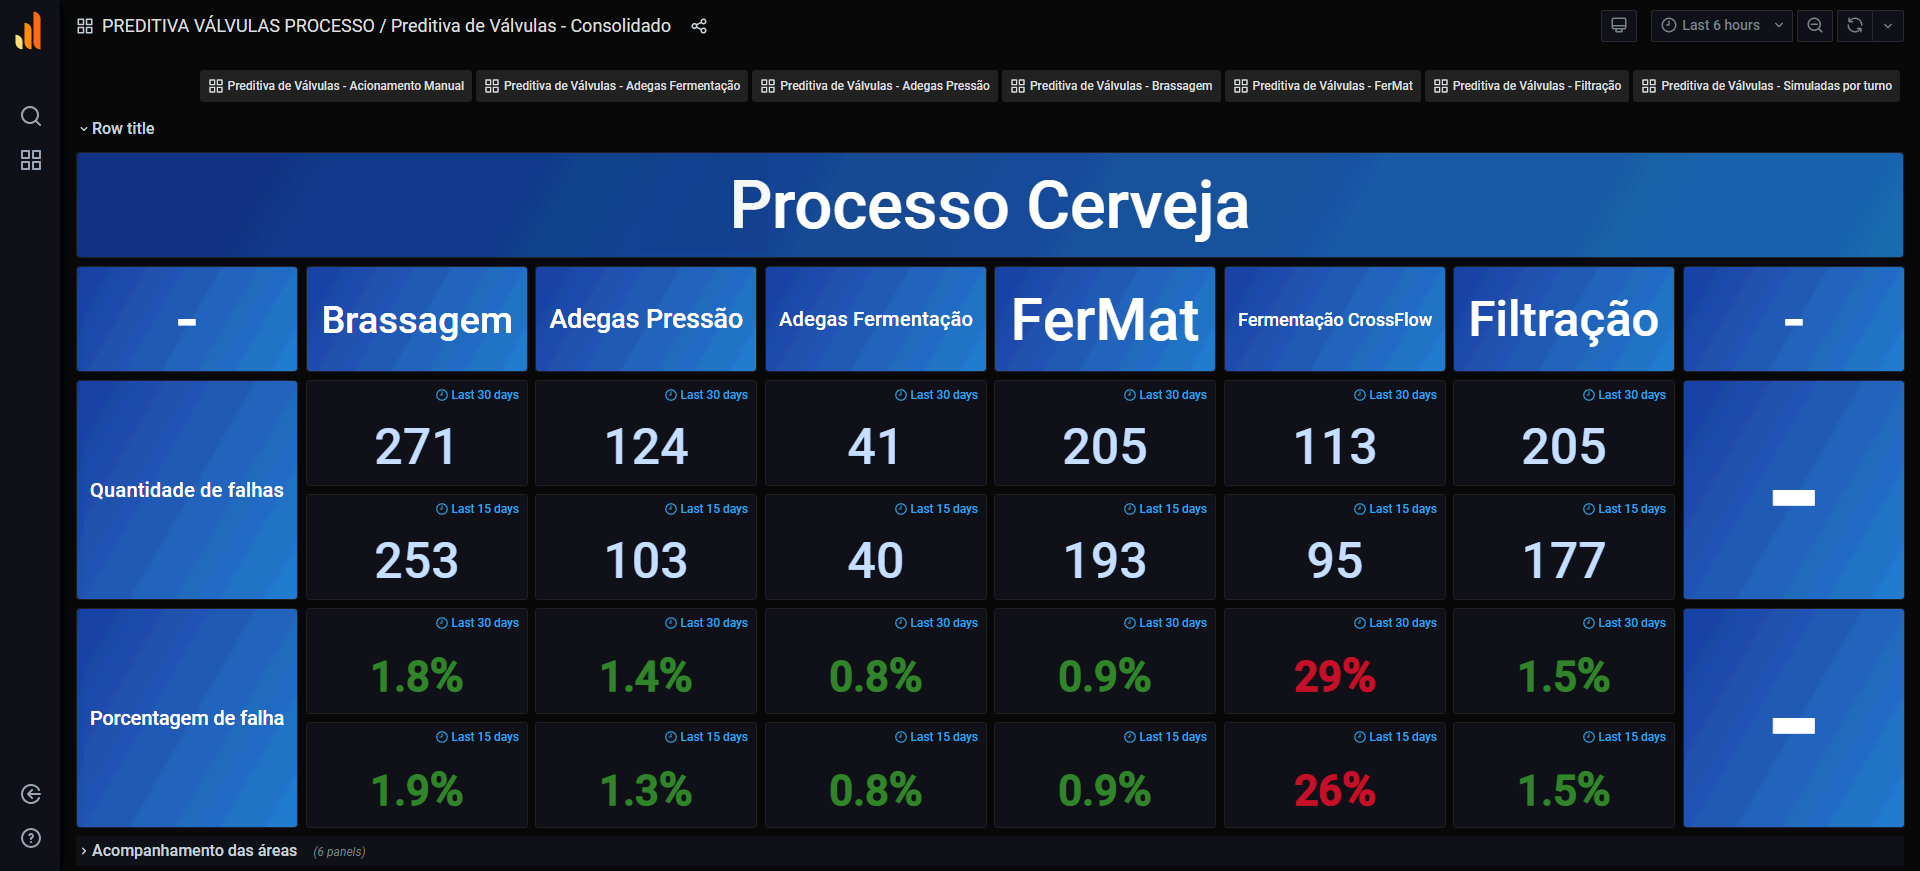 PREDITIVA VÁLVULAS PROCESSO / Preditiva de Válvulas - Consolidado
Last 6 hours
Preditiva de Válvulas - Acionamento Manual
Preditiva de Válvulas - Adegas Fermentação
Preditiva de Válvulas - Adegas Pressão
Preditiva de Válvulas - Brassagem
Preditiva de Válvulas - FerMat
Preditiva de Válvulas - Filtração
Preditiva de Válvulas - Simuladas por turno
Row title
Processo Cerveja
-
Brassagem
Adegas Pressão
Adegas Fermentação
FerMat
Fermentação CrossFlow
Filtração
-
Quantidade de falhas
Last 30 days
271
Last 30 days
124
Last 30 days
41
Last 30 days
205
Last 30 days
113
Last 30 days
205
-
Last 15 days
253
Last 15 days
103
Last 15 days
40
Last 15 days
193
Last 15 days
95
Last 15 days
177
Porcentagem de falha
Last 30 days
1.8%
Last 30 days
1.4%
Last 30 days
0.8%
Last 30 days
0.9%
Last 30 days
29%
Last 30 days
1.5%
-
Last 15 days
1.9%
Last 15 days
1.3%
Last 15 days
0.8%
Last 15 days
0.9%
Last 15 days
26%
Last 15 days
1.5%
Acompanhamento das áreas (6 panels)